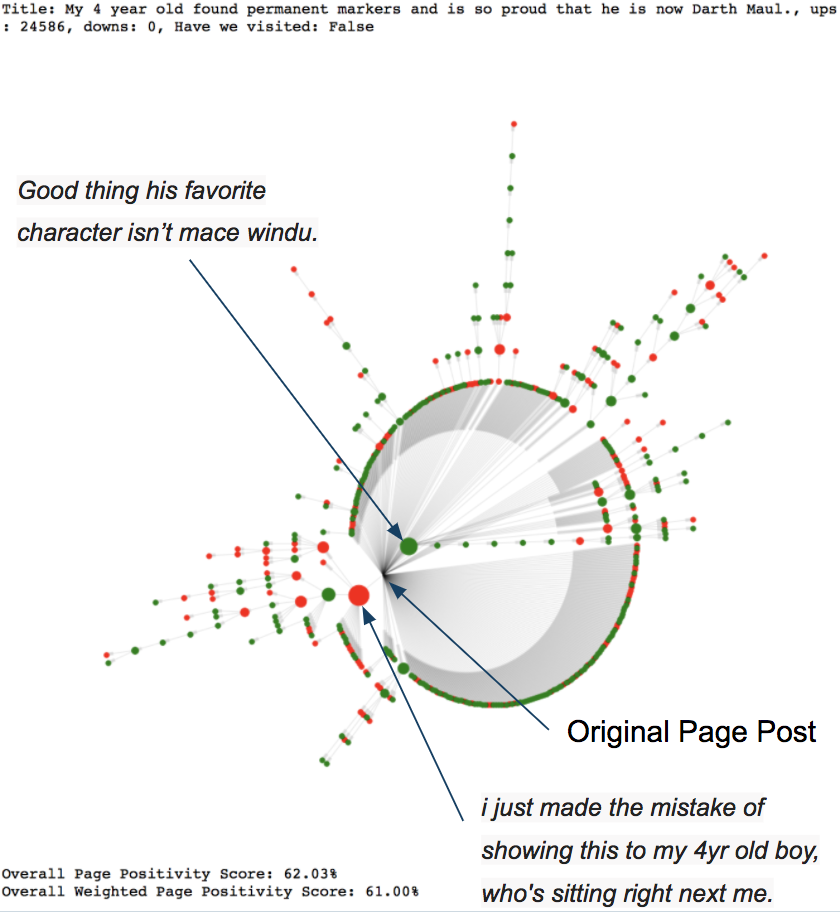 Title: My 4 year old found permanent markers and is so proud that he is now Darth Maul., ups
: 24586, downs: 0, Have we visited: False
Good thing his favorite
character isn’t mace windu.
Original Page Post
i just made the mistake of
showing this to my 4yr old boy,
who's sitting right next me.
Overall Page Positivity Score: 62.03%
Overall Weighted Page Positivity Score: 61.00%